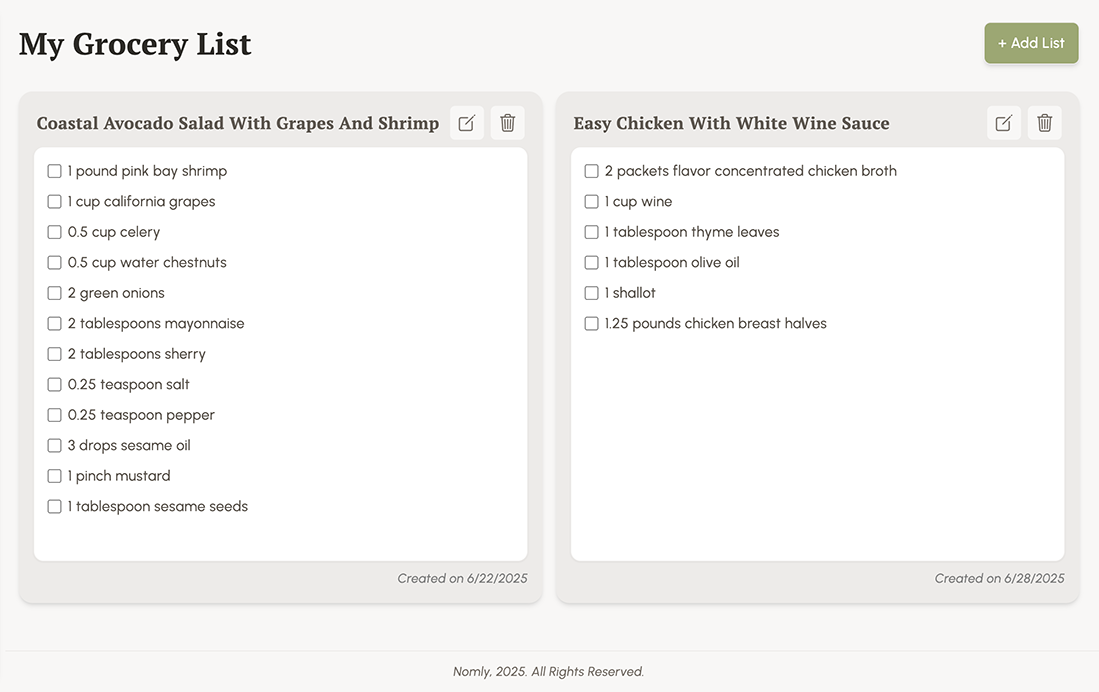 My Grocery List
+ Add List
Coastal Avocado Salad With Grapes And Shrimp
1 pound pink bay shrimp
1 cup california grapes
0.5 cup celery
0.5 cup water chestnuts
2 green onions
2 tablespoons mayonnaise
2 tablespoons sherry
0.25 teaspoon salt
0.25 teaspoon pepper
3 drops sesame oil
1 pinch mustard
1 tablespoon sesame seeds
Created on 6/22/2025
Easy Chicken With White Wine Sauce
2 packets flavor concentrated chicken broth
1 cup wine
1 tablespoon thyme leaves
1 tablespoon olive oil
1 shallot
1.25 pounds chicken breast halves
Created on 6/28/2025
Nomly, 2025. All Rights Reserved.